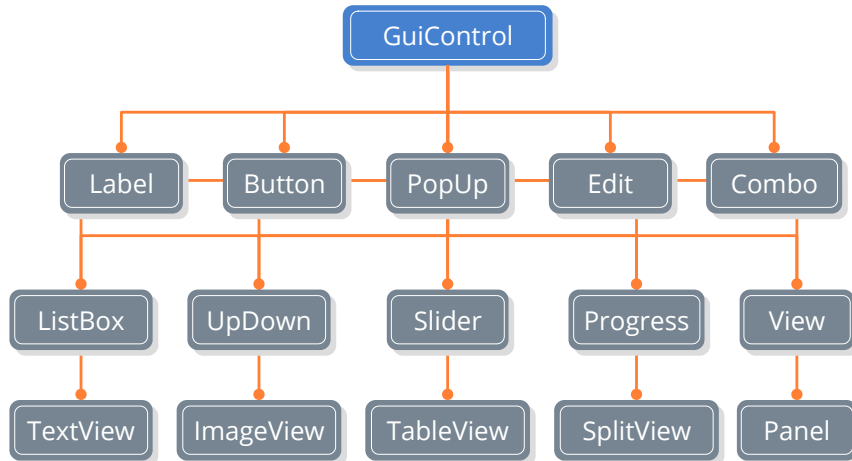 GuiControl
Label Button PopUp Edit Combo
ListBox UpDown Slider Progress View
TextView ImageView TableView SplitView Panel